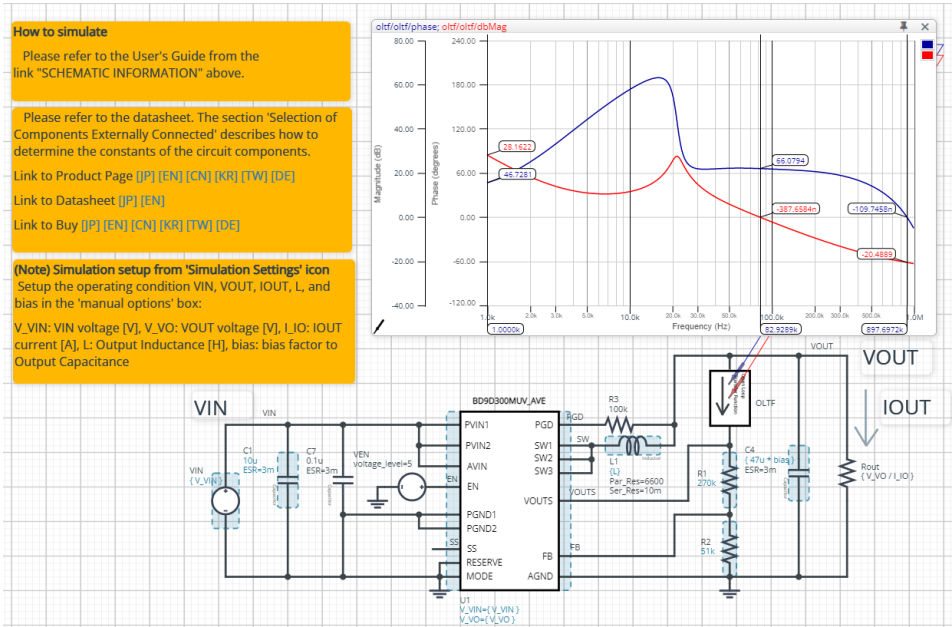 How to simulate
Please refer to the User's Guide from the
link "SCHEMATIC INFORMATION" above.
Please refer to the datasheet. The section 'Selection of
Components Externally Connected' describes how to
determine the constants of the circuit components.
Link to Product Page [JP] [EN] [CN] [KR] [TW] [DE]
Link to Datasheet [JP] [EN]
Link to Buy [JP] [EN] [CN] [KR] [TW] [DE]
(Note) Simulation setup from 'Simulation Settings' icon
Setup the operating condition VIN, VOUT, IOUT, L, and
bias in the 'manual options' box:
V_VIN: VIN voltage [V], V_VO: VOUT voltage [V], I_IO: IOUT
current [A], L: Output Inductance [H], bias: bias factor to
Output Capacitance
oltf/oltf/phase; oltf/oltf/dbMag
80.00
60.00
40.00
20.00
0.00
-20.00
-40.00
Magnitude (dB)
240.00
180.00
120.00
60.00
0.00
-60.00
-120.00
Phase (degrees)
28.1622
46.7281
66.0794
-387.6584n
-109.7458n
-20.4889
1.0k
2.0k
3.0k
5.0k
10.0k
20.0k
30.0k
50.0k
100.0k
200.0k
300.0k
500.0k
1.0M
1.0000k
Frequency (Hz)
82.9289k
897.6972k
VIN
VIN
VIN
{ V_VIN }
C1
10u
ESR=3m
C7
0.1u
ESR=3m
Capacitor
VEN
voltage_level=5
EN
SS
BD9D300MUV_AVE
PVIN1
PVIN2
AVIN
EN
PGND1
PGND2
SS
RESERVE
MODE
PGD
SW1
SW2
SW3
VOUTS
FB
AGND
U1
V_VIN={ V_VIN }
V_VO={ V_VO }
PGD
R3
100k
SW
L1
{L}
Par_Res=6600
Ser_Res=10m
VOUTS
FB
R1
270k
R2
51k
OLTF
C4
{ 47u * bias }
ESR=3m
VOUT
VOUT
IOUT
Rout
{ V_VO / I_IO }